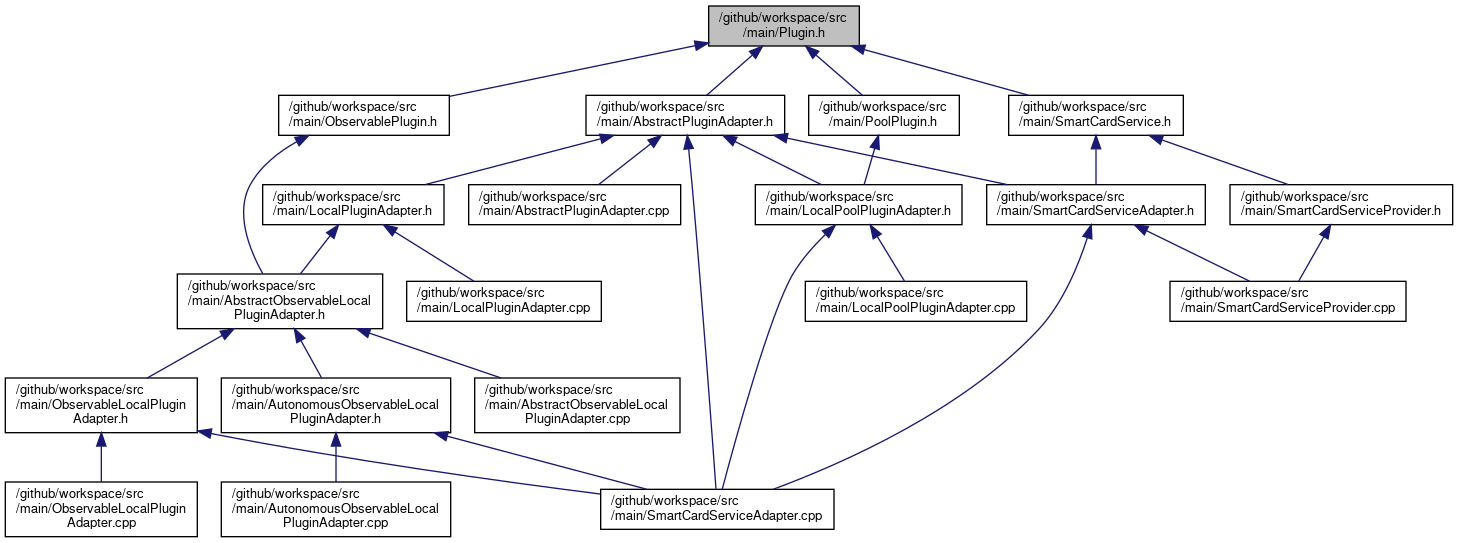 /github/workspace/src
/main/Plugin.h
/github/workspace/src
/main/ObservablePlugin.h
/github/workspace/src
/main/AbstractPluginAdapter.h
/github/workspace/src
/main/PoolPlugin.h
/github/workspace/src
/main/SmartCardService.h
/github/workspace/src
/main/LocalPluginAdapter.h
/github/workspace/src
/main/AbstractPluginAdapter.cpp
/github/workspace/src
/main/LocalPoolPluginAdapter.h
/github/workspace/src
/main/SmartCardServiceAdapter.h
/github/workspace/src
/main/SmartCardServiceProvider.h
/github/workspace/src
/main/AbstractObservableLocal
PluginAdapter.h
/github/workspace/src
/main/LocalPluginAdapter.cpp
/github/workspace/src
/main/LocalPoolPluginAdapter.cpp
/github/workspace/src
/main/SmartCardServiceProvider.cpp
/github/workspace/src
/main/ObservableLocalPlugin
Adapter.h
/github/workspace/src
/main/AutonomousObservableLocal
PluginAdapter.h
/github/workspace/src
/main/AbstractObservableLocal
PluginAdapter.cpp
/github/workspace/src
/main/ObservableLocalPlugin
Adapter.cpp
/github/workspace/src
/main/AutonomousObservableLocal
PluginAdapter.cpp
/github/workspace/src
/main/SmartCardServiceAdapter.cpp